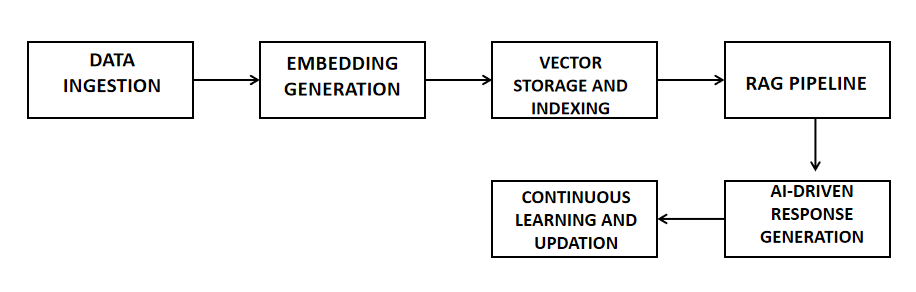 DATA
INGESTION
EMBEDDING
GENERATION
VECTOR
STORAGE AND
INDEXING
RAG PIPELINE
AI-DRIVEN
RESPONSE
GENERATION
CONTINUOUS
LEARNING AND
UPDATION